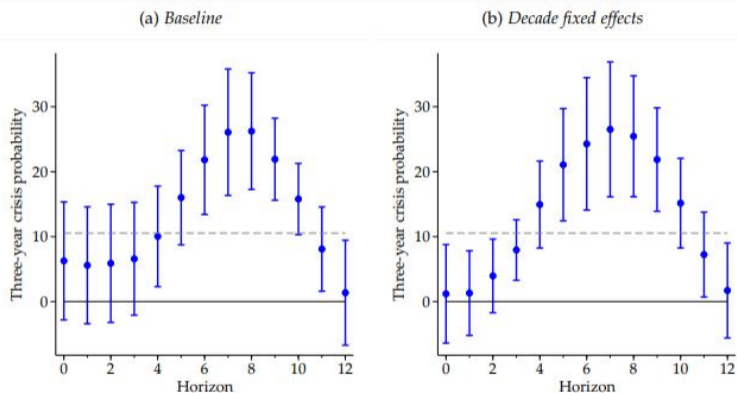 (a) Baseline
(b) Decade fixed effects
Three-year crisis probability
30
20
10
0
0 2 4 6 8 10 12
Horizon
Three-year crisis probability
30
20
10
0
0 2 4 6 8 10 12
Horizon